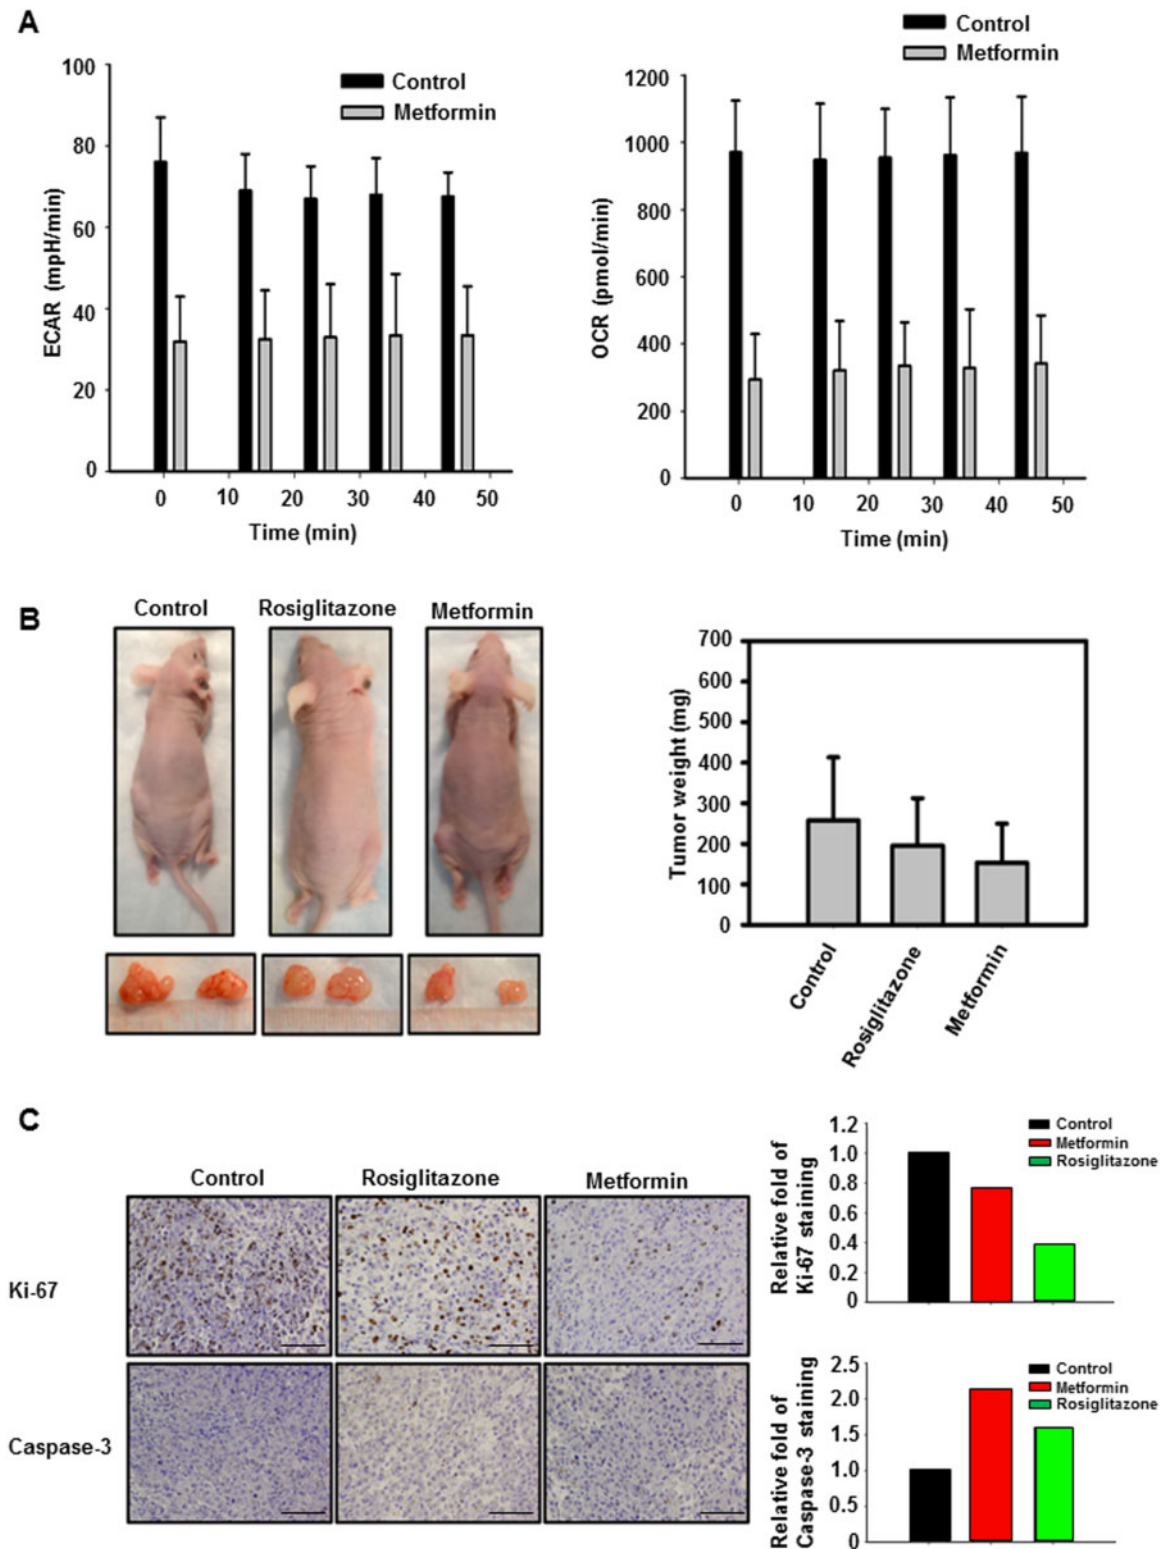 A
Control
Metformin
100
80
60
40
20
0
ECAR (mpH/min)
0 10 20 30 40 50
Time (min)
Control
Metformin
1200
1000
800
600
400
200
0
OCR (pmol/min)
0 10 20 30 40 50
Time (min)
B
Control Rosiglitazone Metformin
700
600
500
400
300
200
100
0
Tumor weight (mg)
Control
Rosiglitazone
Metformin
C
Control Rosiglitazone Metformin
Ki-67
Caspase-3
1.2
1.0
0.8
0.6
0.4
0.2
0
Relative fold of
Ki-67 staining
Control
Metformin
Rosiglitazone
2.5
2.0
1.5
1.0
0.5
0
Relative fold of
Caspase-3 staining
Control
Metformin
Rosiglitazone